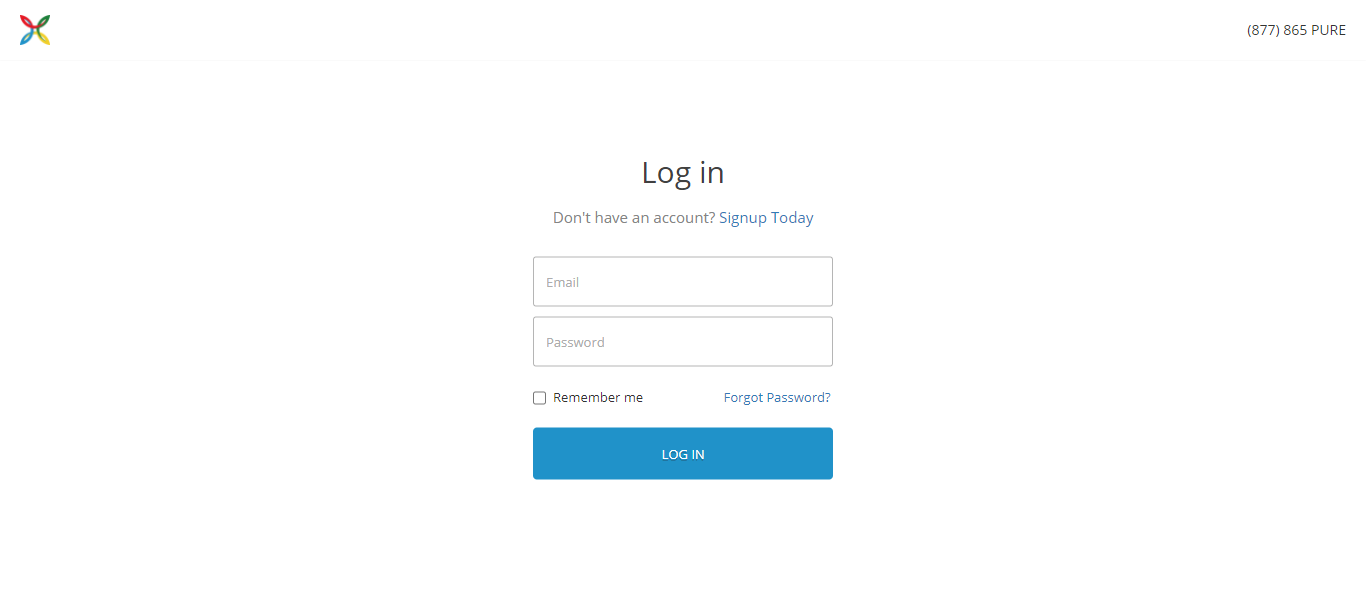 (877) 865 PURE
Log in
Don't have an account? Signup Today
Email
Password
Remember me Forgot Password?
LOG IN